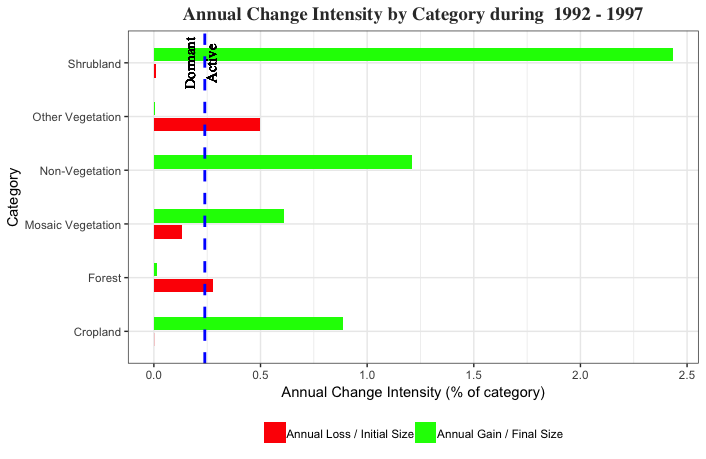 Annual Change Intensity by Category during  1992 - 1997
Category
Shrubland
Other Vegetation
Non-Vegetation
Mosaic Vegetation
Forest
Cropland
Dormant
Active
0.0 0.5 1.0 1.5 2.0 2.5
Annual Change Intensity (% of category)
Annual Loss / Initial Size Annual Gain / Final Size